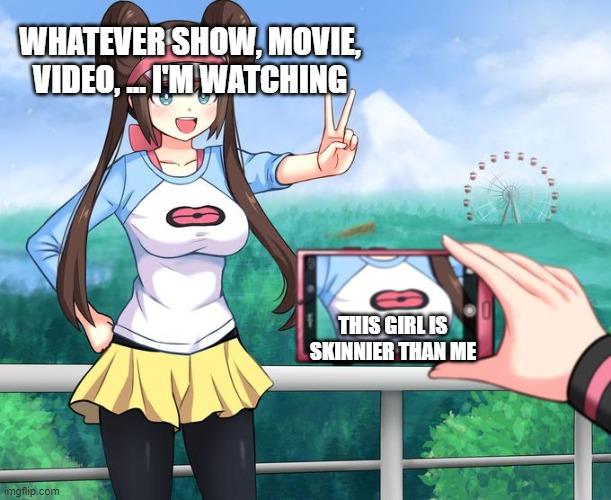 WHATEVER SHOW, MOVIE,
VIDEO, ... I'M WATCHING
THIS GIRL IS
SKINNIER THAN ME
imgflip.com